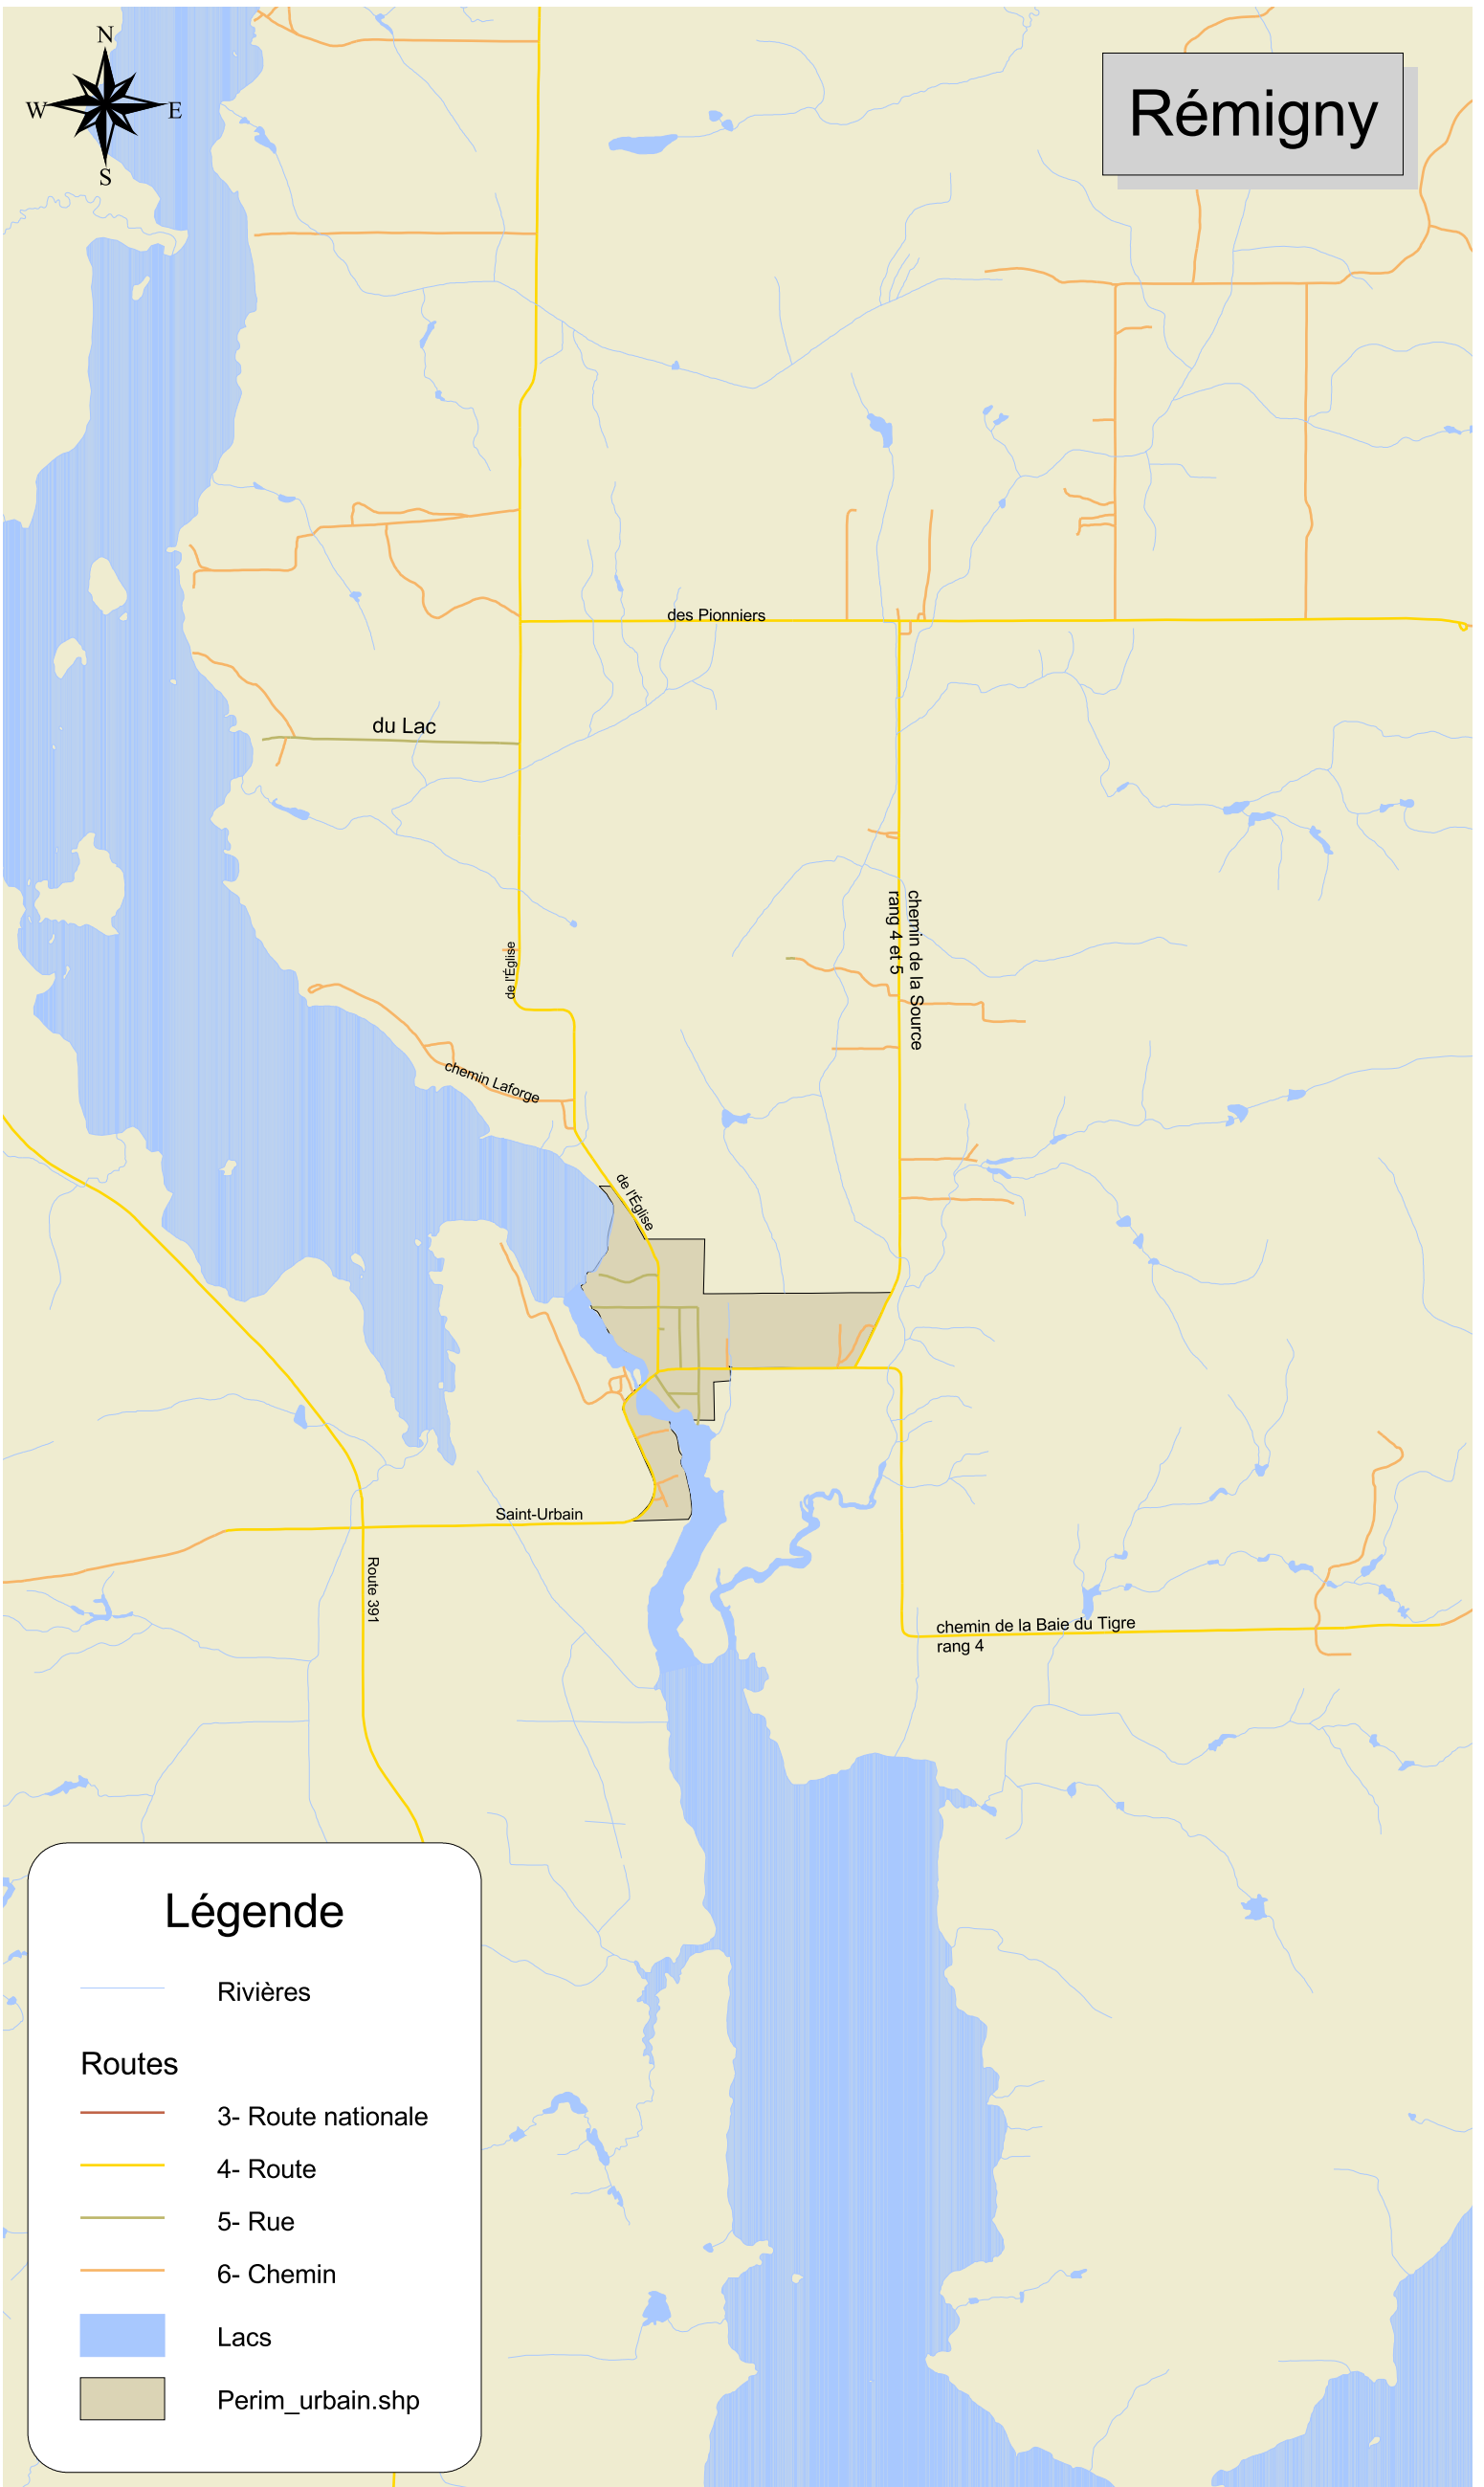 N
W
E
S
Rémigny
des Pionniers
du Lac
chemin de la Source
rang 4 et 5
de l'Église
chemin Laforge
de l'Église
Saint-Urbain
Route 391
chemin de la Baie du Tigre
rang 4
Légende
Rivières
Routes
3- Route nationale
4- Route
5- Rue
6- Chemin
Lacs
Perim_urbain.shp